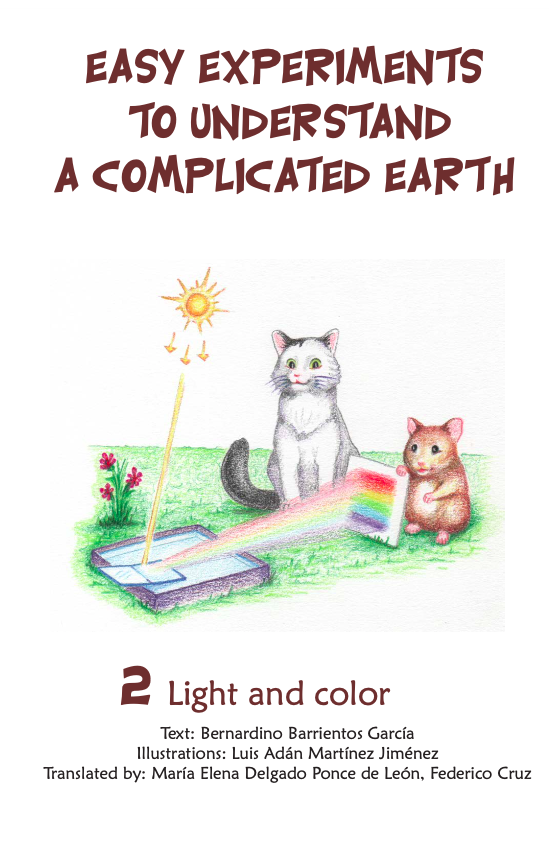 EASY EXPERIMENTS
TO UNDERSTAND
A COMPLICATED EARTH
2 Light and color
Text: Bernardino Barrientos García
Illustrations: Luis Adán Martínez Jiménez
Translated by: María Elena Delgado Ponce de León, Federico Cruz